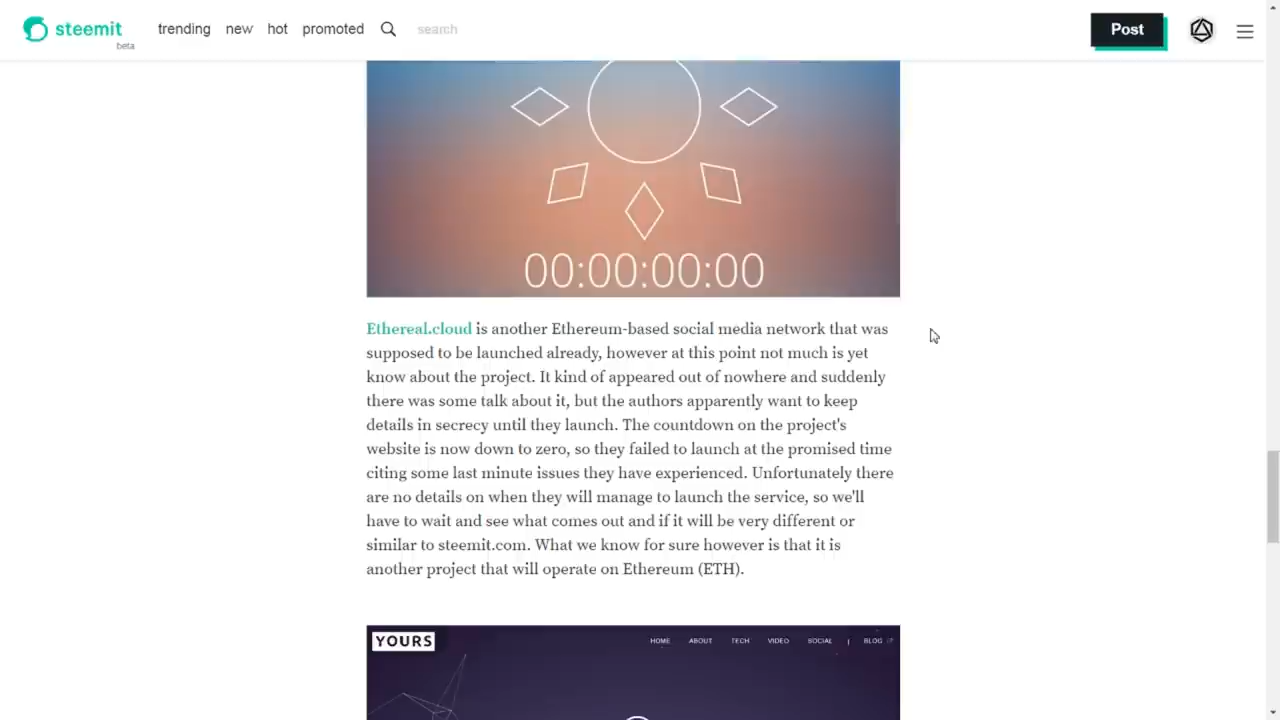 steemit
beta
trending new hot promoted search
Post
00:00:00:00
Ethereal.cloud is another Ethereum-based social media network that was
supposed to be launched already, however at this point not much is yet
know about the project. It kind of appeared out of nowhere and suddenly
there was some talk about it, but the authors apparently want to keep
details in secrecy until they launch. The countdown on the project's
website is now down to zero, so they failed to launch at the promised time
citing some last minute issues they have experienced. Unfortunately there
are no details on when they will manage to launch the service, so we'll
have to wait and see what comes out and if it will be very different or
similar to steemit.com. What we know for sure however is that it is
another project that will operate on Ethereum (ETH).
YOURS
HOME ABOUT TECH VIDEO SOCIAL | BLOG